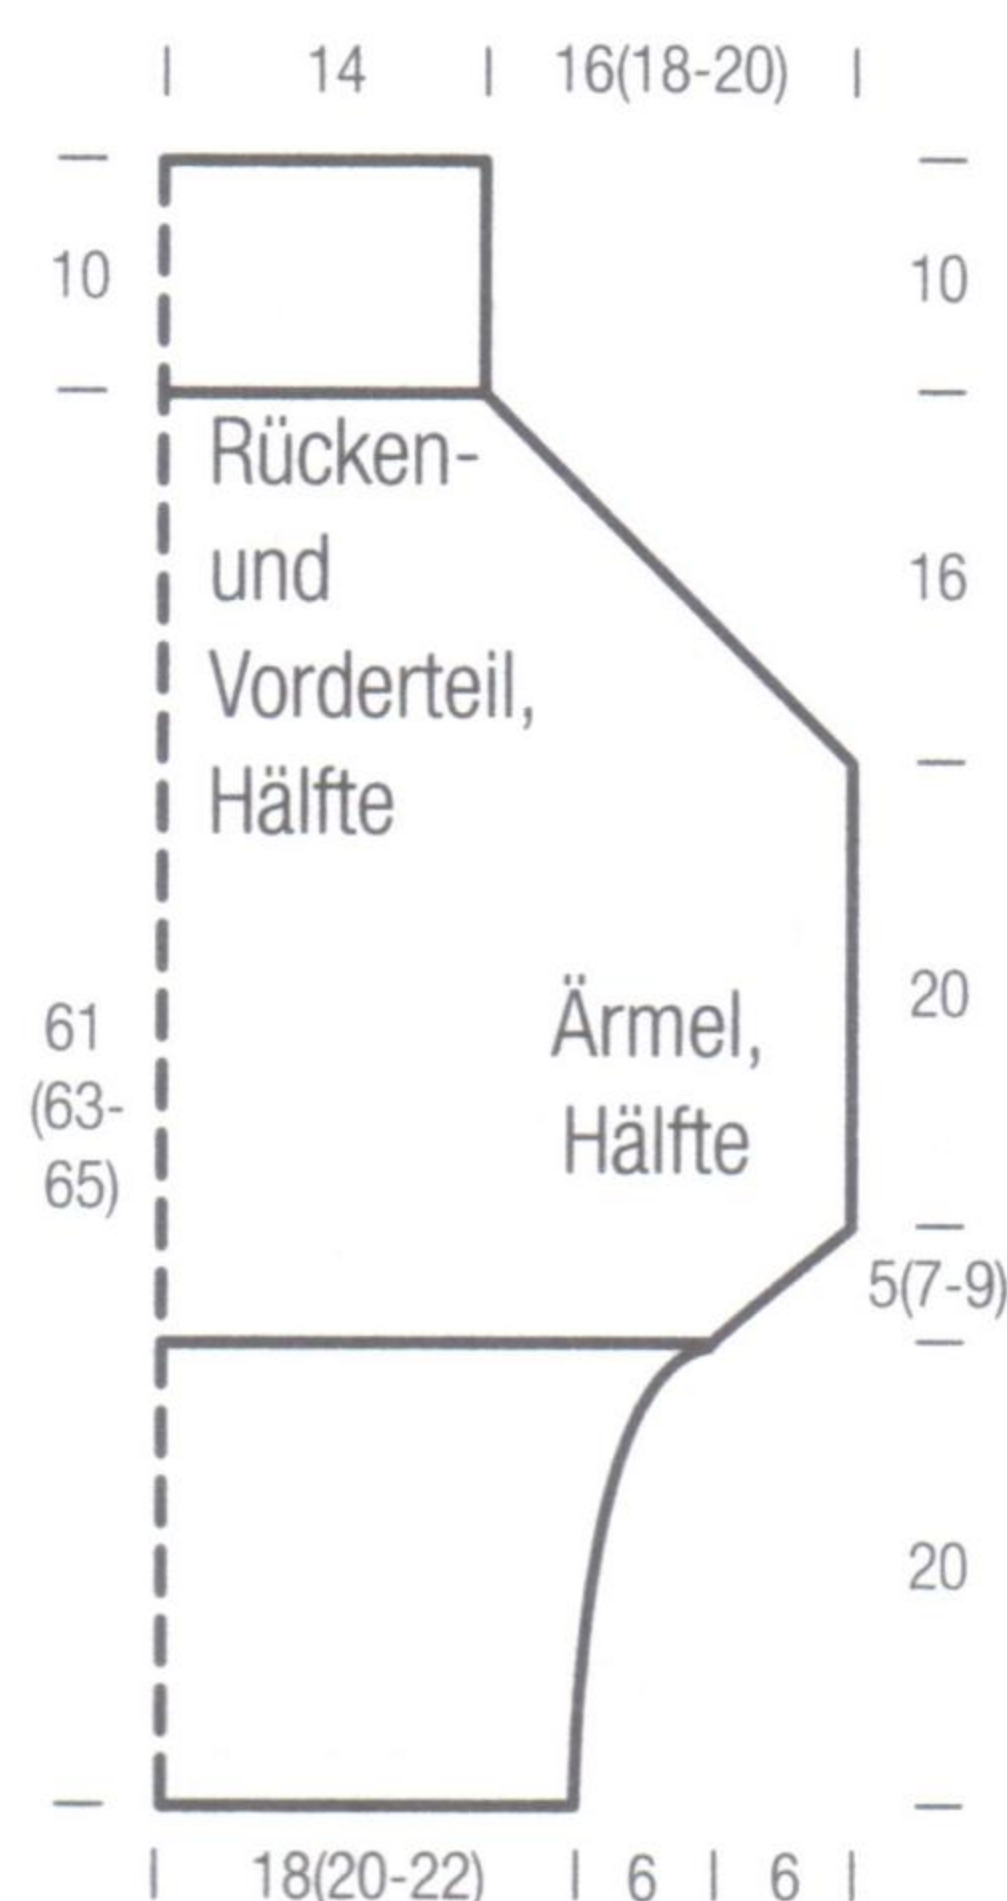 14 16(18-20)
10 10
Rücken-
und
Vorderteil,
Hälfte
16
61
(63-
65)
Ärmel,
Hälfte
20
5(7-9)
20
18(20-22) 6 6